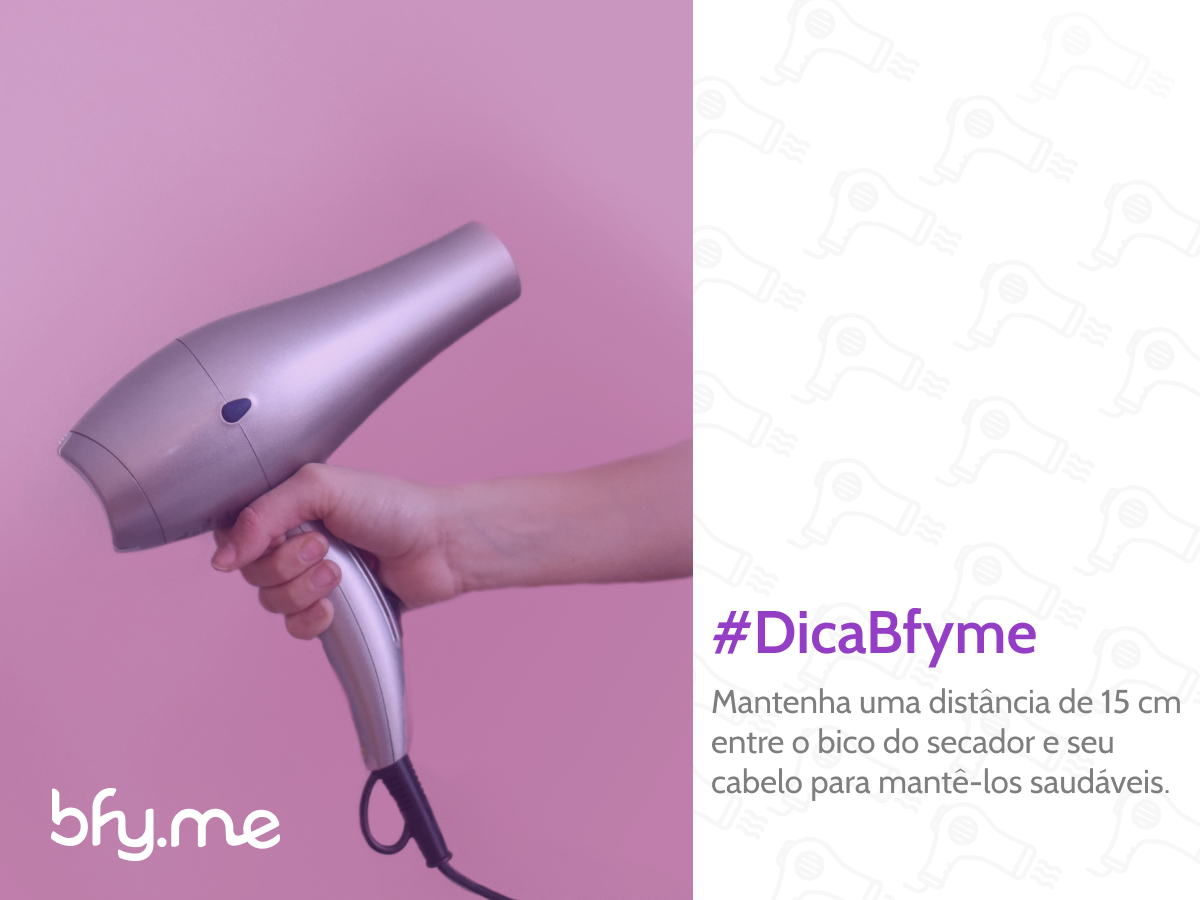 #DicaBfyme
Mantenha uma distância de 15 cm
entre o bico do secador e seu
cabelo para mantê-los saudáveis.
bfy.me